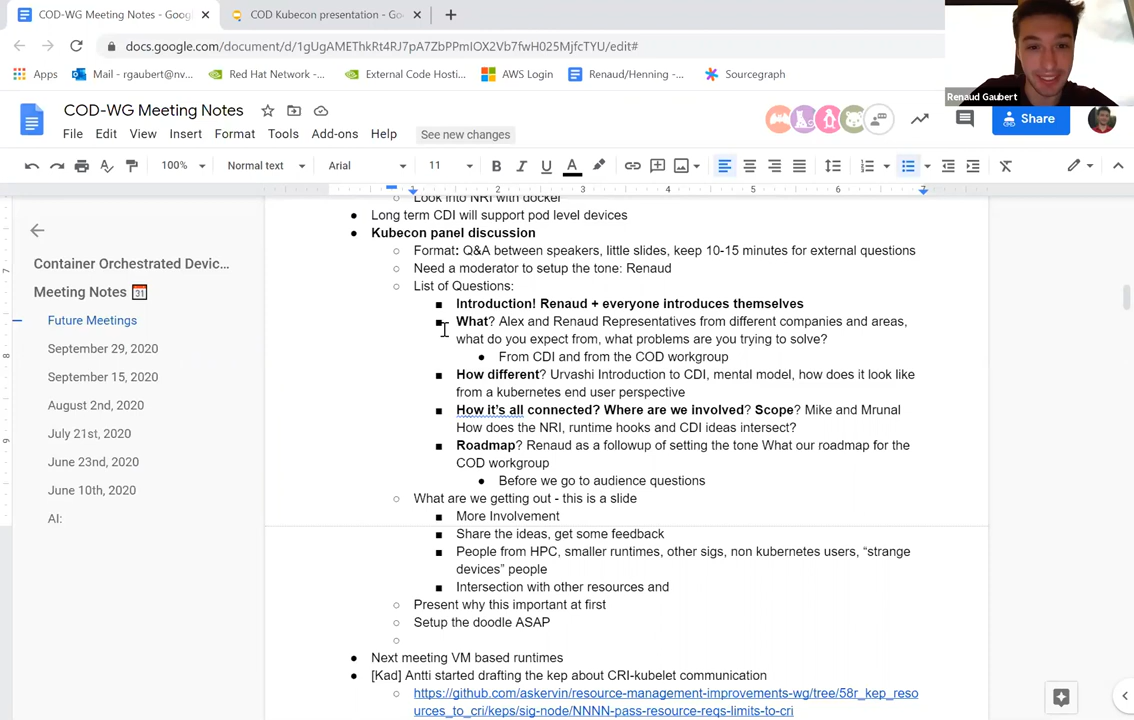 COD-WG Meeting Notes - Goog
COD Kubecon presentation - Go
docs.google.com/document/d/1gUgAMEThkRt4RJ7pA7ZbPPmIOX2Vb7fwH025MjfcTYU/edit#
Apps
Mail - rgaubert@nv...
Red Hat Network -...
External Code Hosti...
AWS Login
Renaud/Henning -...
Sourcegraph
Renaud Gaubert
COD-WG Meeting Notes
File Edit View Insert Format Tools Add-ons Help
See new changes
Share
100%
Normal text
Arial
11
B I U A
1 2 3 4 5 6 7
7
8
9
Container Orchestrated Devic...
Meeting Notes 31
Future Meetings
September 29, 2020
September 15, 2020
August 2nd, 2020
July 21st, 2020
June 23nd, 2020
June 10th, 2020
AI:
Look into NRI with docker
Long term CDI will support pod level devices
Kubecon panel discussion
Format: Q&A between speakers, little slides, keep 10-15 minutes for external questions
Need a moderator to setup the tone: Renaud
List of Questions:
Introduction! Renaud + everyone introduces themselves
What? Alex and Renaud Representatives from different companies and areas,
what do you expect from, what problems are you trying to solve?
From CDI and from the COD workgroup
How different? Urvashi Introduction to CDI, mental model, how does it look like
from a kubernetes end user perspective
How it's all connected? Where are we involved? Scope? Mike and Mrunal
How does the NRI, runtime hooks and CDI ideas intersect?
Roadmap? Renaud as a followup of setting the tone What our roadmap for the
COD workgroup
Before we go to audience questions
What are we getting out - this is a slide
More Involvement
Share the ideas, get some feedback
People from HPC, smaller runtimes, other sigs, non kubernetes users, “strange
devices” people
Intersection with other resources and
Present why this important at first
Setup the doodle ASAP
Next meeting VM based runtimes
[Kad] Antti started drafting the kep about CRI-kubelet communication
https://github.com/askervin/resource-management-improvements-wg/tree/58r_kep_reso
urces_to_cri/keps/sig-node/NNNN-pass-resource-reqs-limits-to-cri